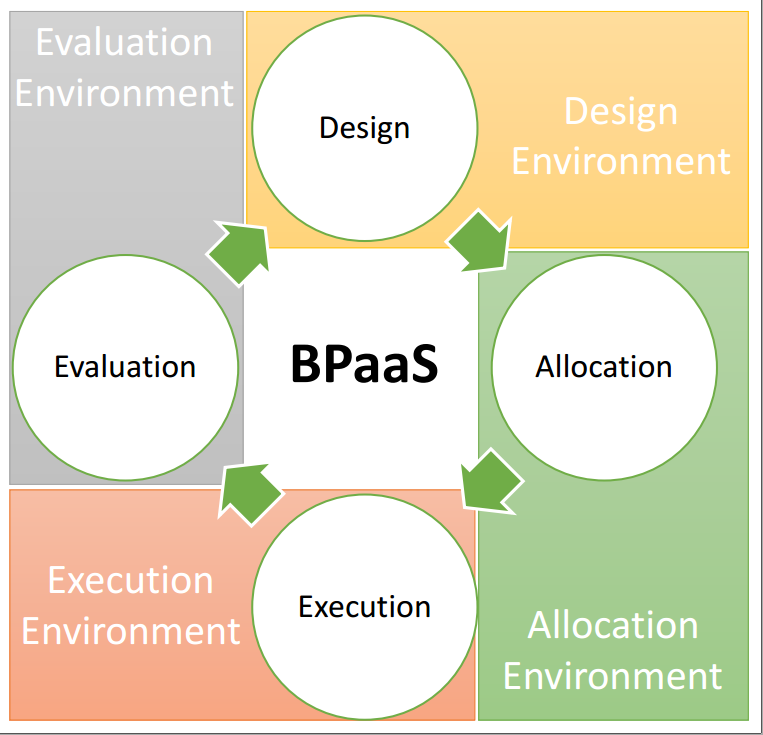 Evaluation
Environment
Design
Design
Environment
Evaluation
BPaaS
Allocation
Execution
Environment
Execution
Allocation
Environment